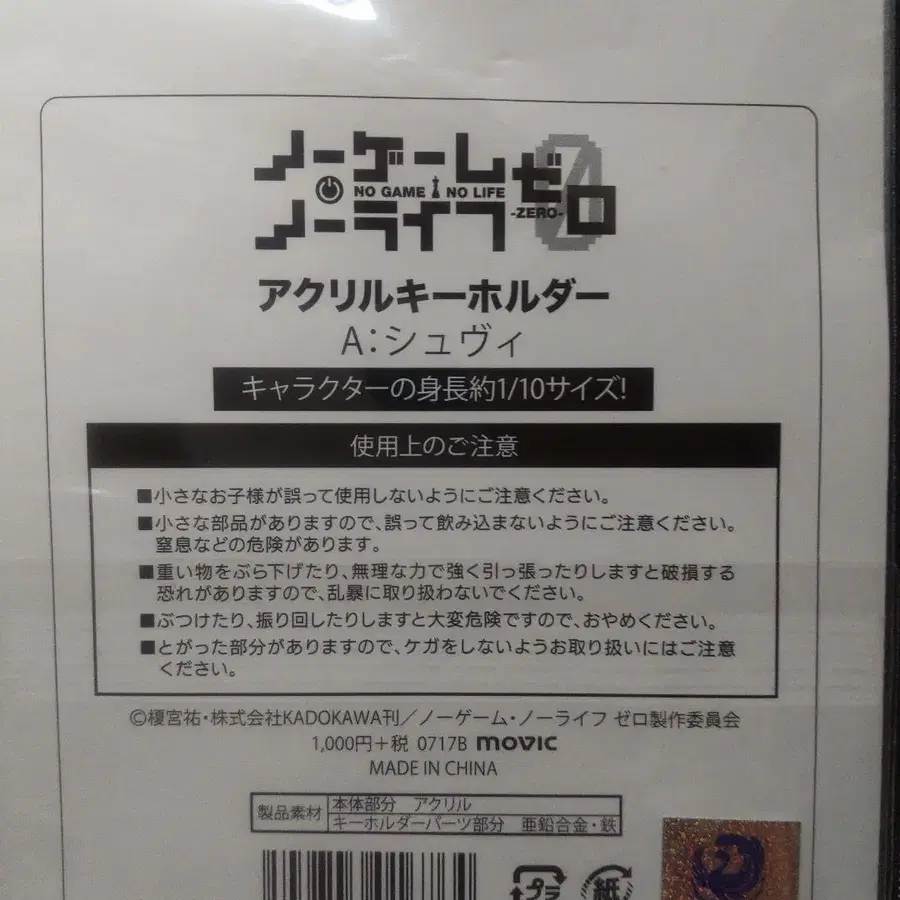 ノーゲーム
NO GAME NO LIFE
ノーライフ
ゼロ
-ZERO-
アクリルキーホルダー
A:シュヴィ
キャラクターの身長約1/10サイズ!
使用上のご注意
■小さなお子様が誤って使用しないようにご注意ください。
■小さな部品がありますので、誤って飲み込まないようにご注意ください。
窒息などの危険があります。
■重い物をぶら下げたり、無理な力で強く引っ張ったりしますと破損する
恐れがありますので、乱暴に取り扱わないでください。
■ぶつけたり、振り回したりしますと大変危険ですので、おやめください。
■とがった部分がありますので、ケガをしないようお取り扱いにはご注意
ください。
©榎宮祐・株式会社KADOKAWA刊／ノーゲーム・ノーライフ ゼロ製作委員会
1,000円+税 0717B movic
MADE IN CHINA
製品素材 本体部分 アクリル
キーホルダーパーツ部分 亜鉛合金・鉄
プラ 紙